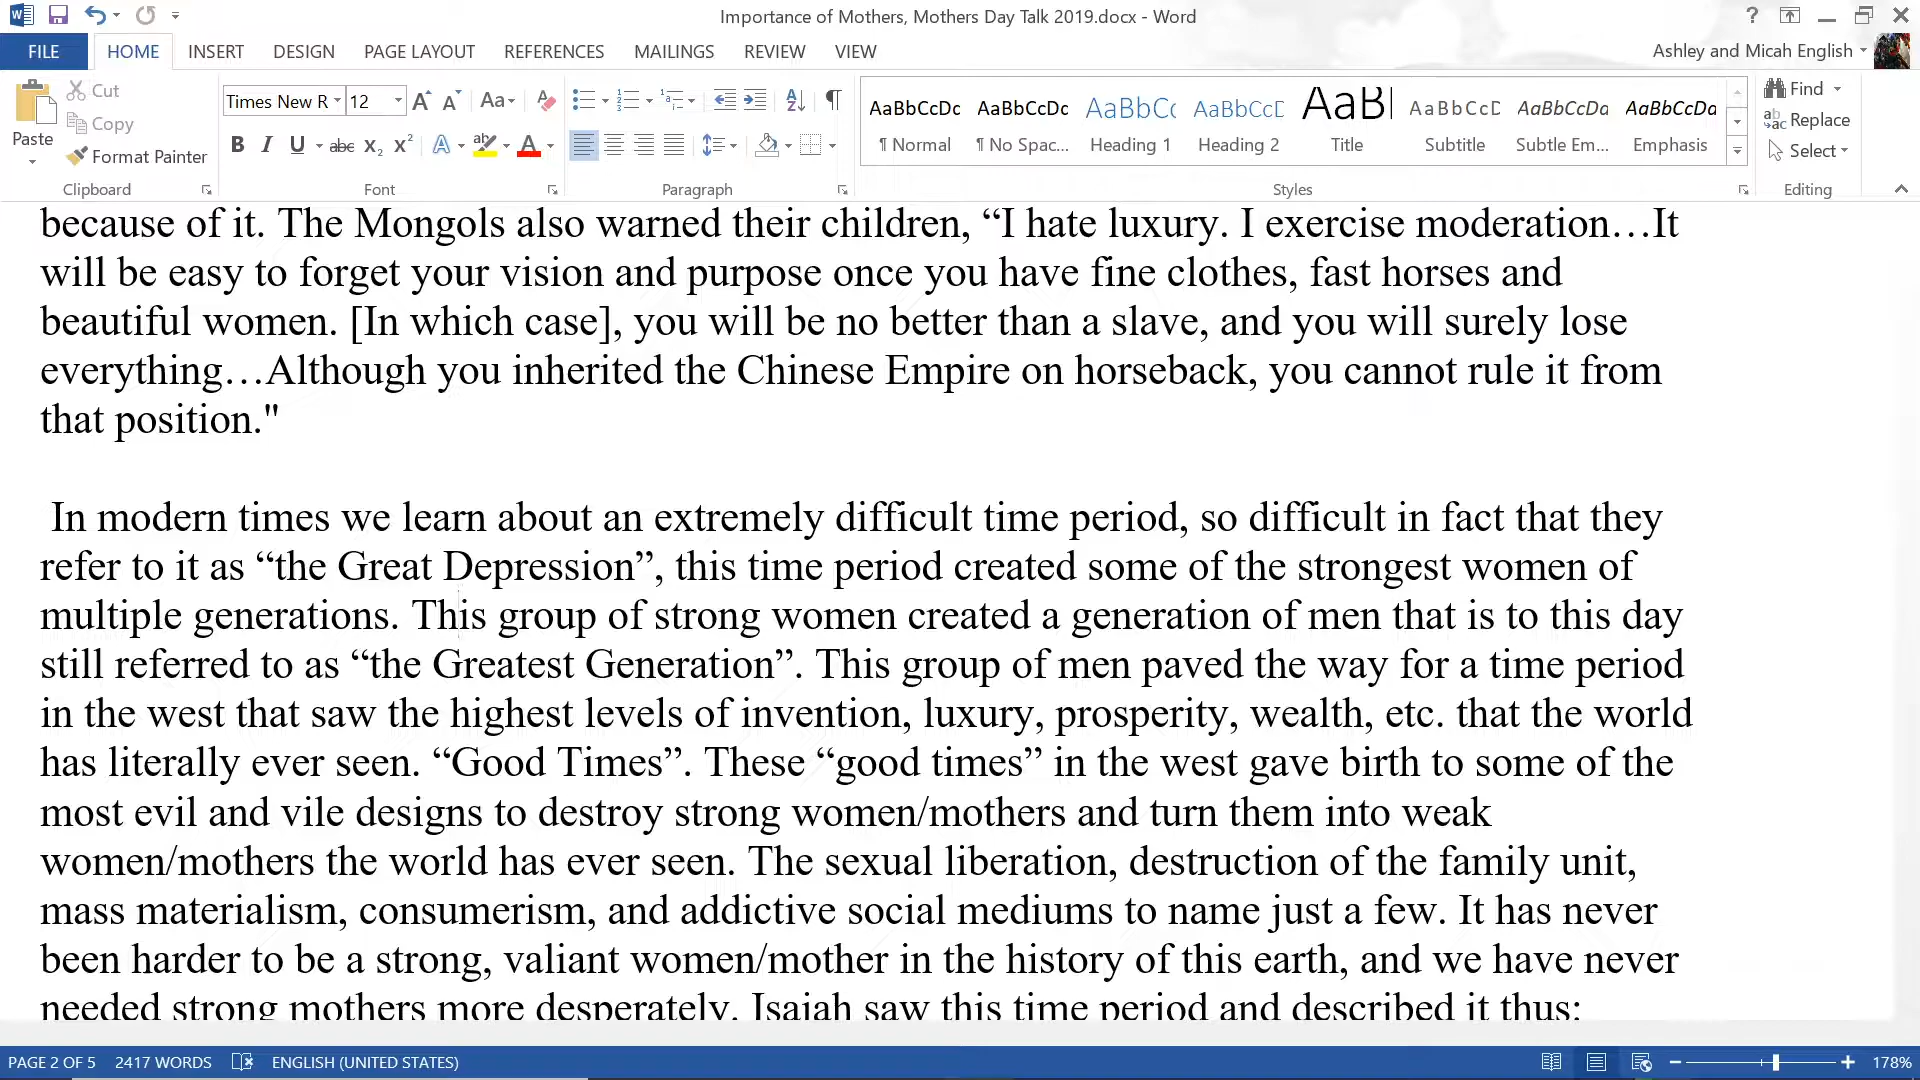 Importance of Mothers, Mothers Day Talk 2019.docx - Word
FILE HOME INSERT DESIGN PAGE LAYOUT REFERENCES MAILINGS REVIEW VIEW Ashley and Micah English
Cut
Copy
Format Painter
Paste
Clipboard
Times New R 12
Font
Paragraph
AaBbCcDc AaBbCcDc AaBbCc AaBbCcD AaBl AaBbCcD AaBbCcDa AaBbCcDa
¶ Normal ¶ No Spac... Heading 1 Heading 2 Title Subtitle Subtle Em... Emphasis
Styles
Find
Replace
Select
Editing
because of it. The Mongols also warned their children, “I hate luxury. I exercise moderation…It
will be easy to forget your vision and purpose once you have fine clothes, fast horses and
beautiful women. [In which case], you will be no better than a slave, and you will surely lose
everything…Although you inherited the Chinese Empire on horseback, you cannot rule it from
that position."
In modern times we learn about an extremely difficult time period, so difficult in fact that they
refer to it as “the Great Depression”, this time period created some of the strongest women of
multiple generations. This group of strong women created a generation of men that is to this day
still referred to as “the Greatest Generation”. This group of men paved the way for a time period
in the west that saw the highest levels of invention, luxury, prosperity, wealth, etc. that the world
has literally ever seen. “Good Times”. These “good times” in the west gave birth to some of the
most evil and vile designs to destroy strong women/mothers and turn them into weak
women/mothers the world has ever seen. The sexual liberation, destruction of the family unit,
mass materialism, consumerism, and addictive social mediums to name just a few. It has never
been harder to be a strong, valiant women/mother in the history of this earth, and we have never
needed strong mothers more desperately. Isaiah saw this time period and described it thus:
PAGE 2 OF 5 2417 WORDS ENGLISH (UNITED STATES) 178%